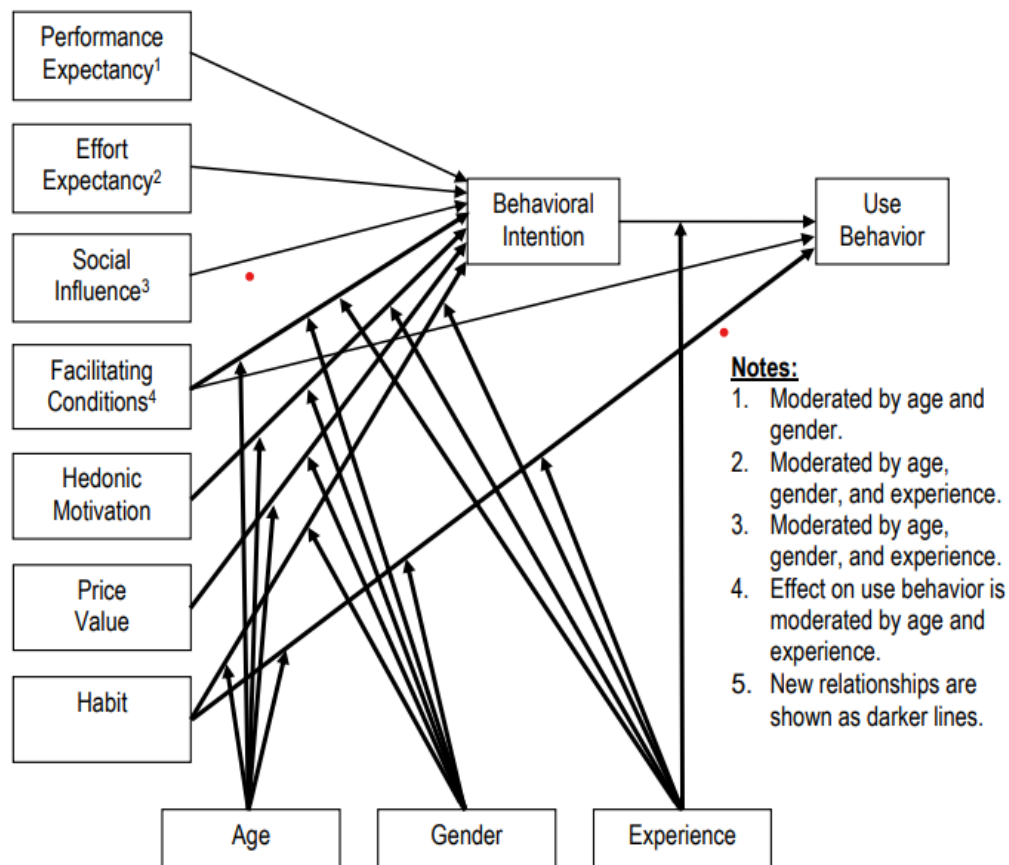 Performance
Expectancy¹
Effort
Expectancy²
Social
Influence³
Facilitating
Conditions⁴
Hedonic
Motivation
Price
Value
Habit
Behavioral
Intention
Use
Behavior
Notes:
1. Moderated by age and
gender.
2. Moderated by age,
gender, and experience.
3. Moderated by age,
gender, and experience.
4. Effect on use behavior is
moderated by age and
experience.
5. New relationships are
shown as darker lines.
Age
Gender
Experience